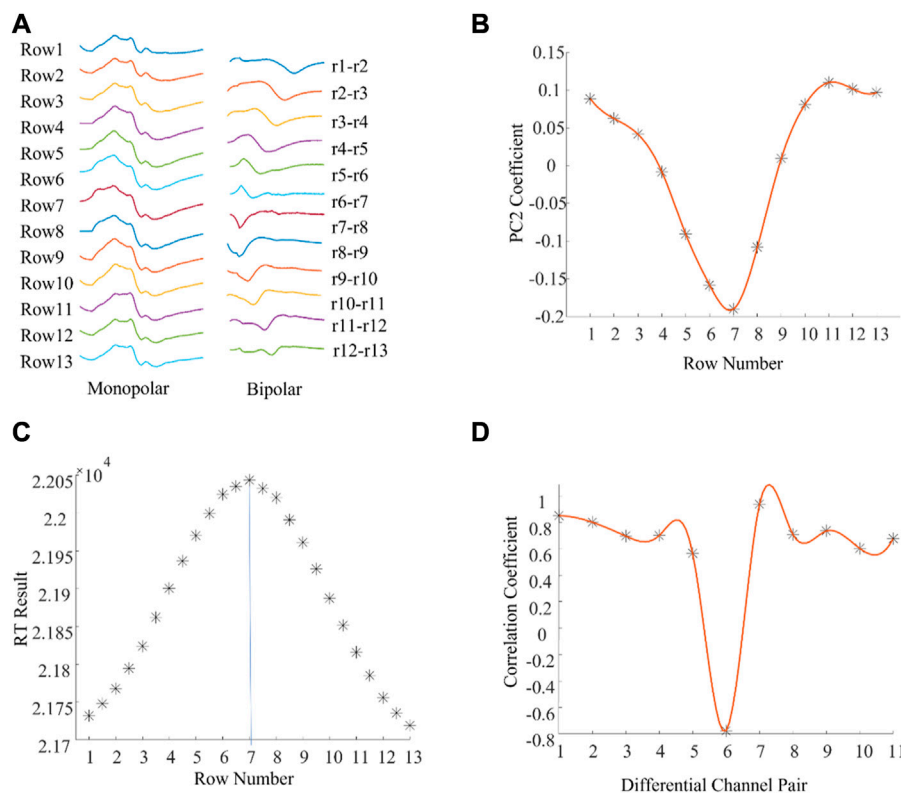 A
Row1
Row2
Row3
Row4
Row5
Row6
Row7
Row8
Row9
Row10
Row11
Row12
Row13
Monopolar
r1-r2
r2-r3
r3-r4
r4-r5
r5-r6
r6-r7
r7-r8
r8-r9
r9-r10
r10-r11
r11-r12
r12-r13
Bipolar
B
0.15
0.1
0.05
0
-0.05
-0.1
-0.15
-0.2
PC2 Coefficient
1 2 3 4 5 6 7 8 9 10 11 12 13
Row Number
C
× 10 4
2.205
2.2
2.195
2.19
2.185
2.18
2.175
2.17
RT Result
1 2 3 4 5 6 7 8 9 10 11 12 13
Row Number
D
1
0.8
0.6
0.4
0.2
0
-0.2
-0.4
-0.6
-0.8
Correlation Coefficient
1 2 3 4 5 6 7 8 9 10 11
Differential Channel Pair